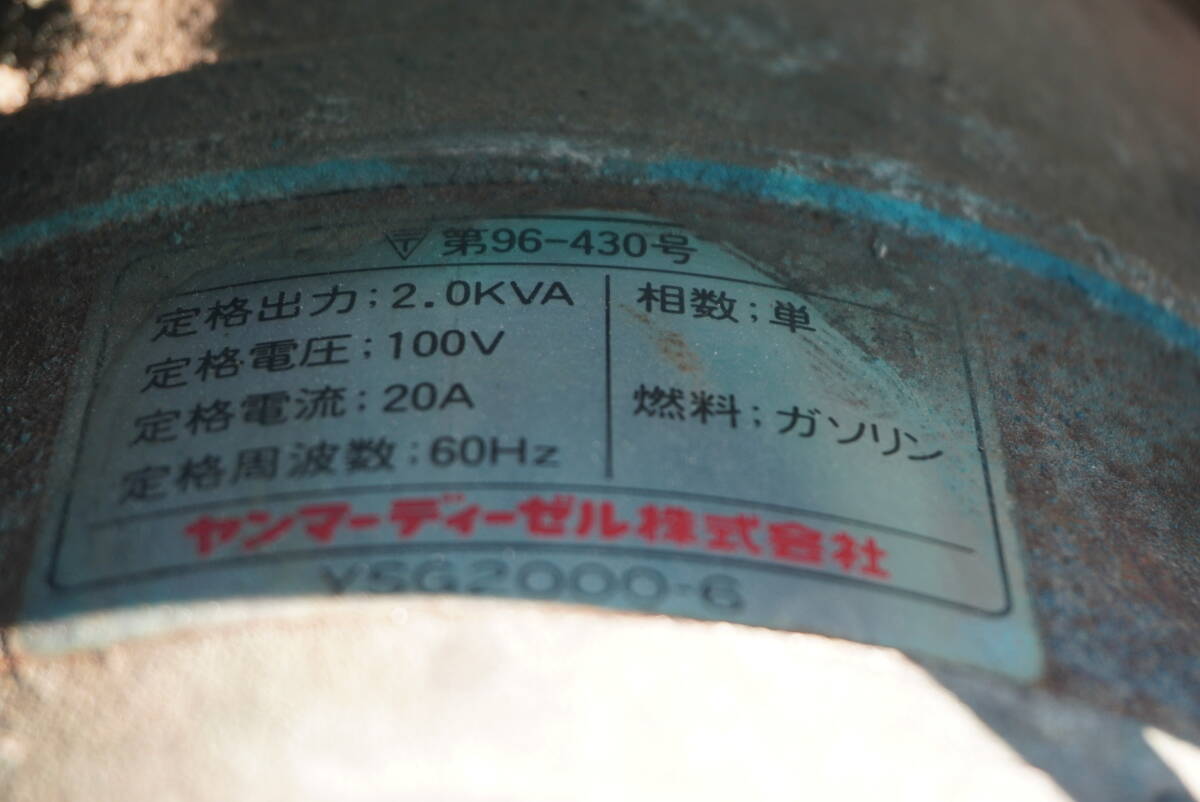 〒 第96-430号
定格出力；2.0KVA
定格電圧；100V
定格電流；20A
定格周波数；60Hz
相数；単
燃料；ガソリン
ヤンマーディーゼル株式会社
YSG2000-6